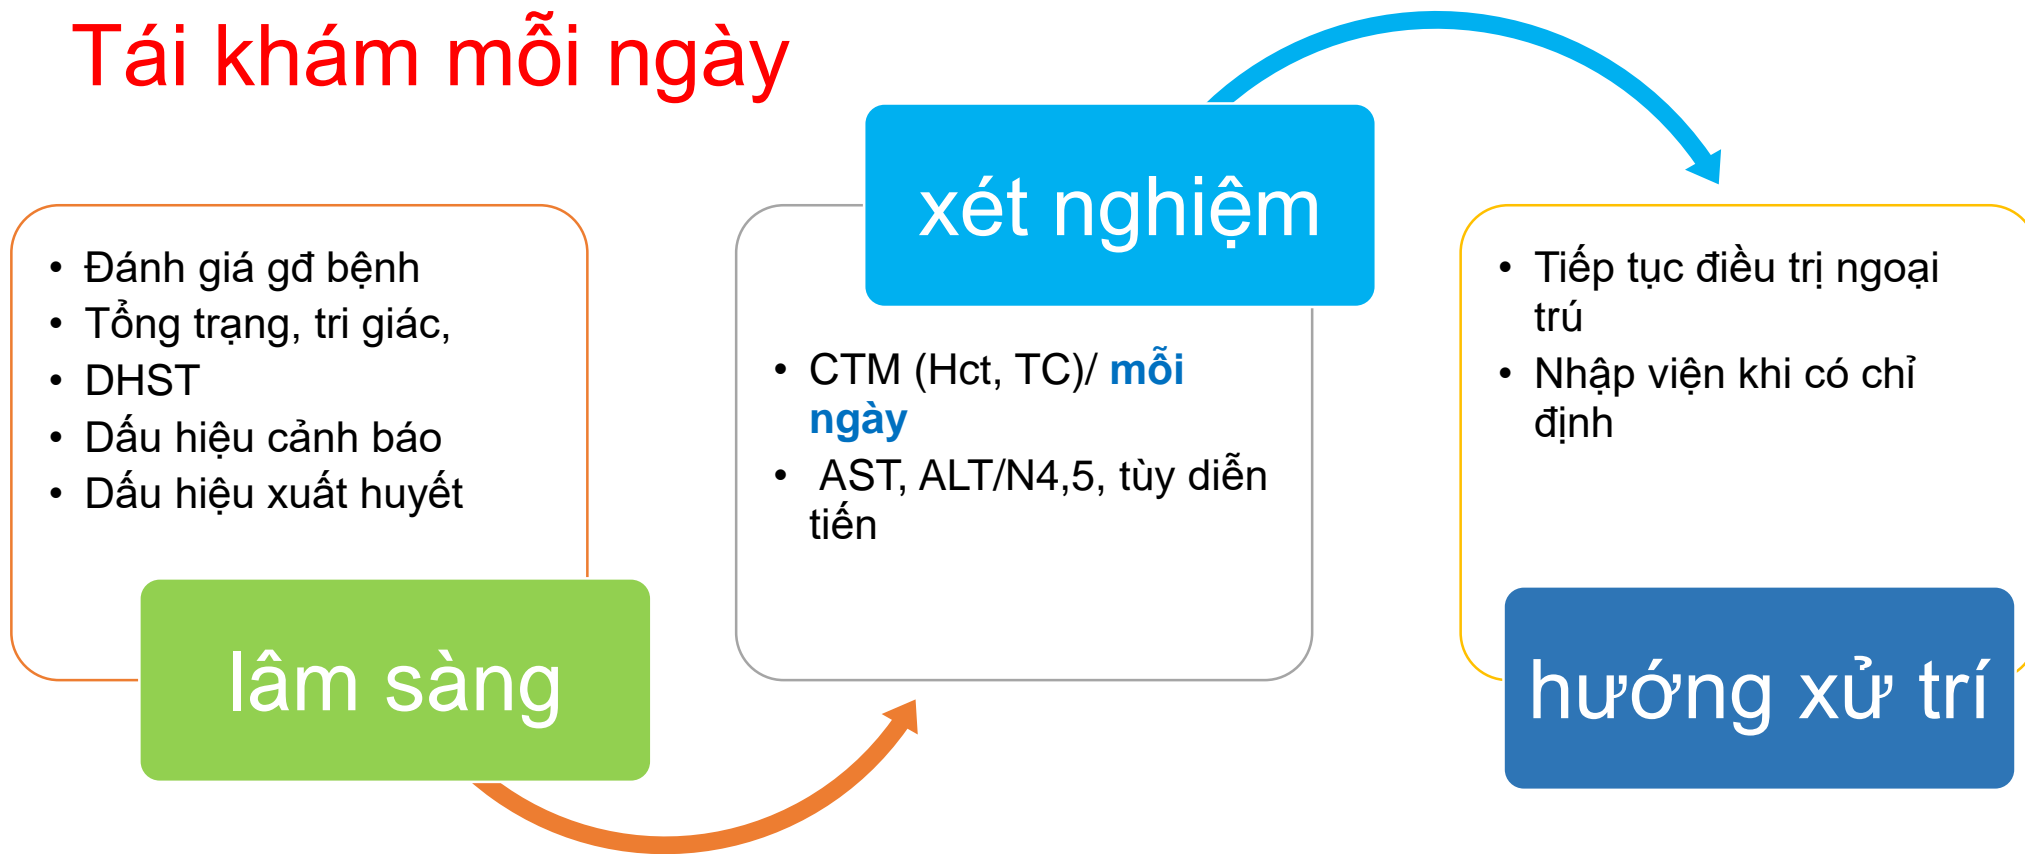 Tái khám mỗi ngày
• Đánh giá gđ bệnh
• Tổng trạng, tri giác,
• DHST
• Dấu hiệu cảnh báo
• Dấu hiệu xuất huyết
lâm sàng
xét nghiệm
• CTM (Hct, TC)/ mỗi
ngày
• AST, ALT/N4,5, tùy diễn
tiến
• Tiếp tục điều trị ngoại
trú
• Nhập viện khi có chỉ
định
hướng xử trí